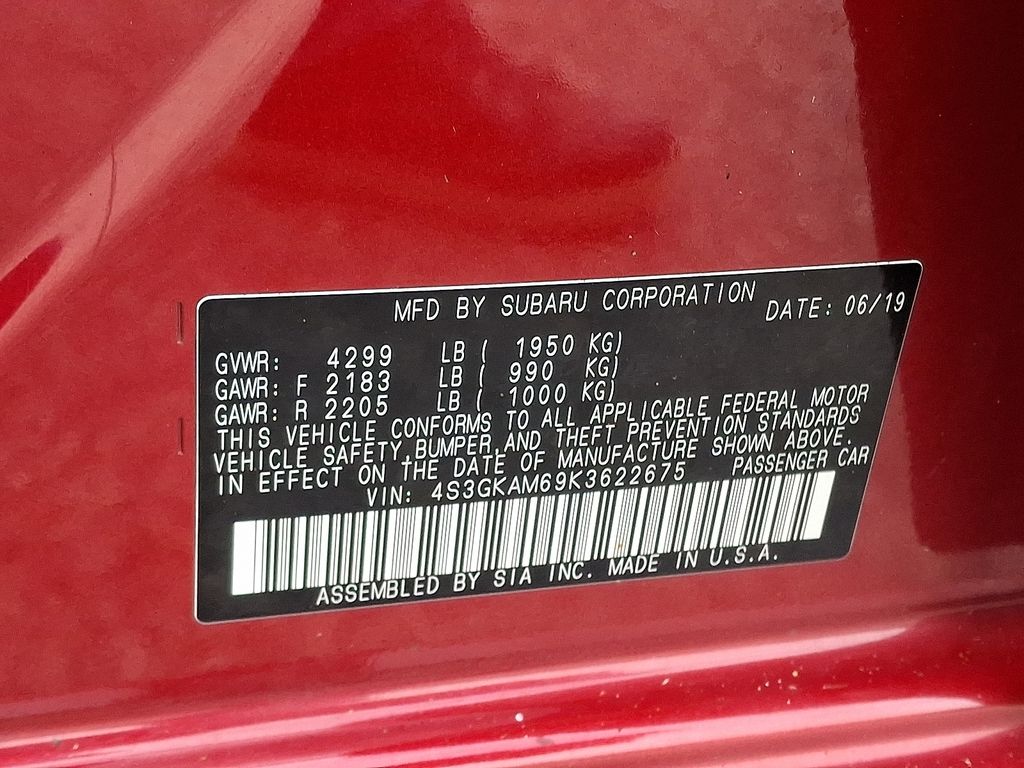 MFD BY SUBARU CORPORATION DATE: 06/19
GVWR: 4299 LB ( 1950 KG)
GAWR: F 2183 LB ( 990 KG)
GAWR: R 2205 LB ( 1000 KG)
THIS VEHICLE CONFORMS TO ALL APPLICABLE FEDERAL MOTOR
VEHICLE SAFETY,BUMPER,AND THEFT PREVENTION STANDARDS
IN EFFECT ON THE DATE OF MANUFACTURE SHOWN ABOVE.
VIN: 4S3GKAM69K3622675 PASSENGER CAR
ASSEMBLED BY SIA INC. MADE IN U.S.A.